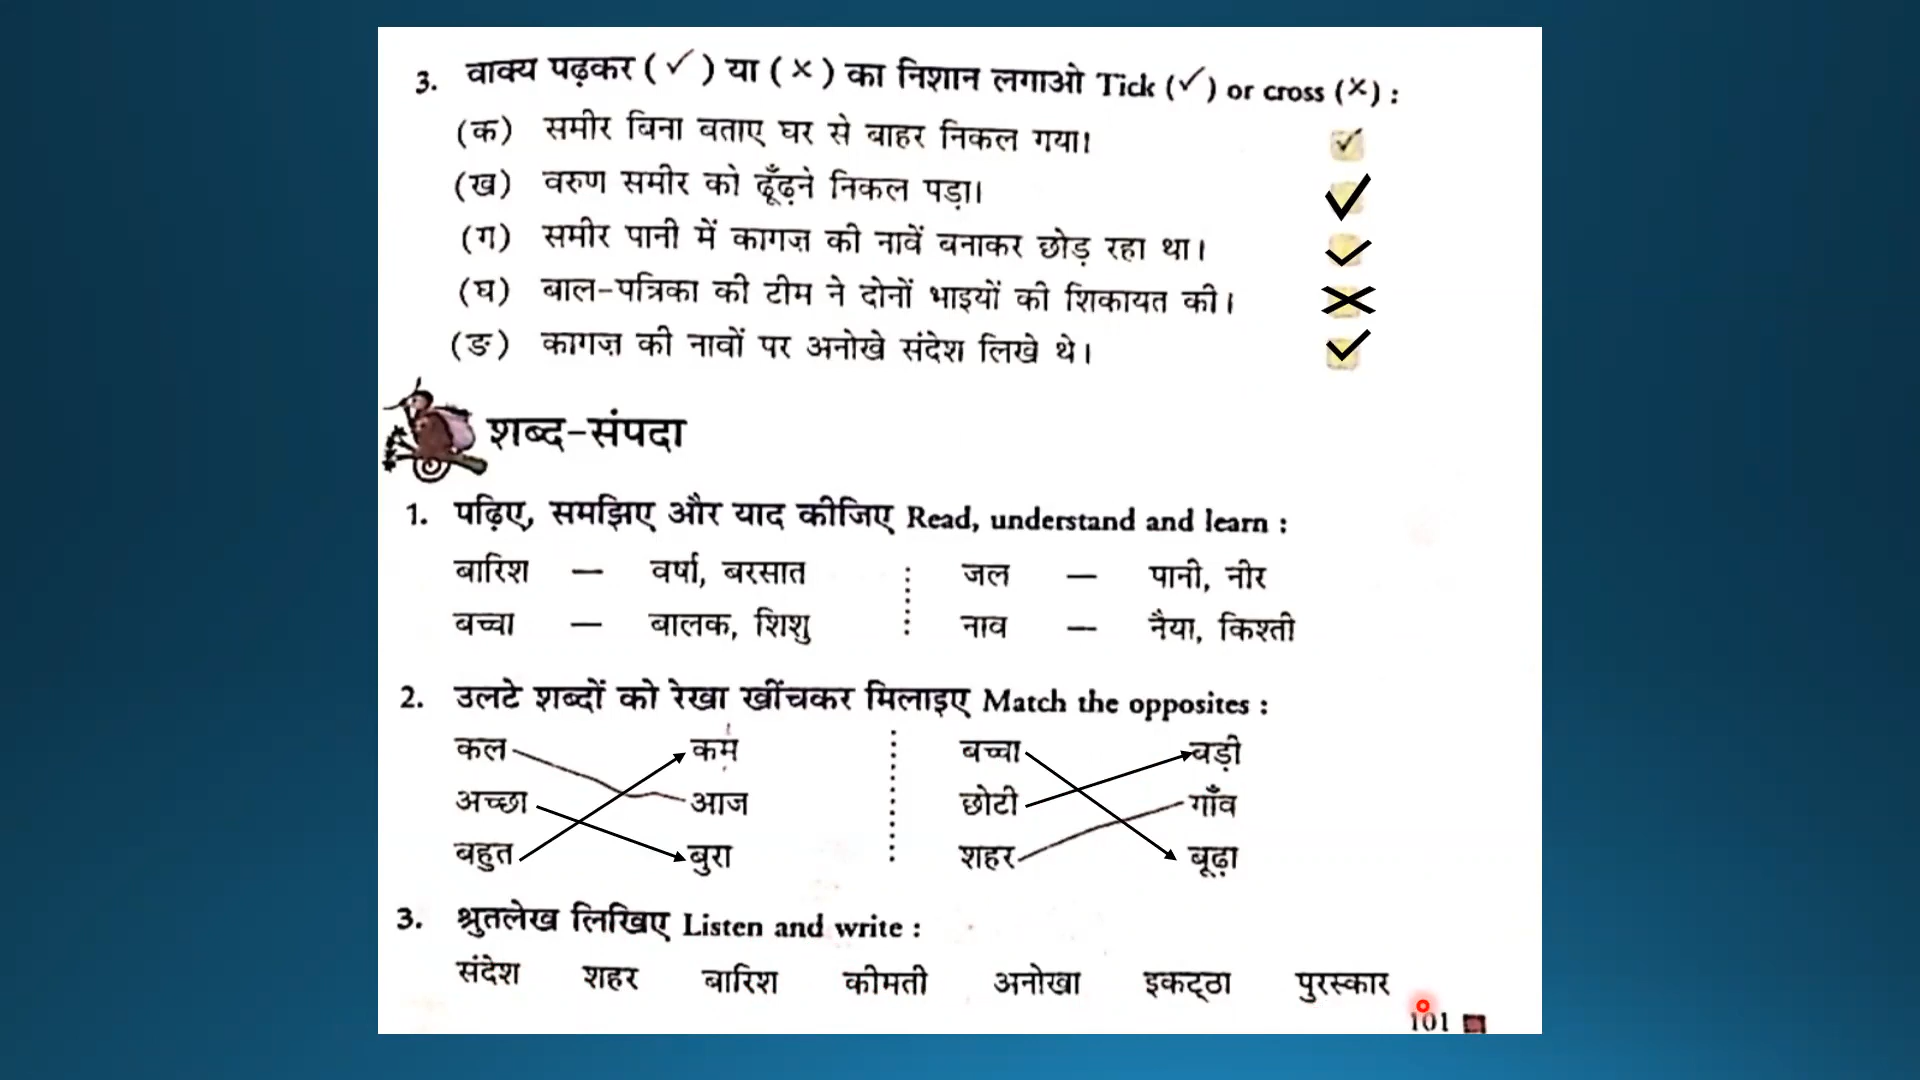 3. वाक्य पढ़कर (✓) या (×) का निशान लगाओ Tick (✓) or cross (×) :
(क) समीर बिना बताए घर से बाहर निकल गया। ✓
(ख) वरुण समीर को ढूँढ़ने निकल पड़ा। ✓
(ग) समीर पानी में कागज़ की नावें बनाकर छोड़ रहा था। ✓
(घ) बाल-पत्रिका की टीम ने दोनों भाइयों की शिकायत की। ×
(ङ) कागज़ की नावों पर अनोखे संदेश लिखे थे। ✓
शब्द-संपदा
1. पढ़िए, समझिए और याद कीजिए Read, understand and learn :
बारिश — वर्षा, बरसात जल — पानी, नीर
बच्चा — बालक, शिशु नाव — नैया, किश्ती
2. उलटे शब्दों को रेखा खींचकर मिलाइए Match the opposites :
कल कम बच्चा बड़ी
अच्छा आज छोटी गाँव
बहुत बुरा शहर बूढ़ा
3. श्रुतलेख लिखिए Listen and write :
संदेश शहर बारिश कीमती अनोखा इकट्ठा पुरस्कार
101